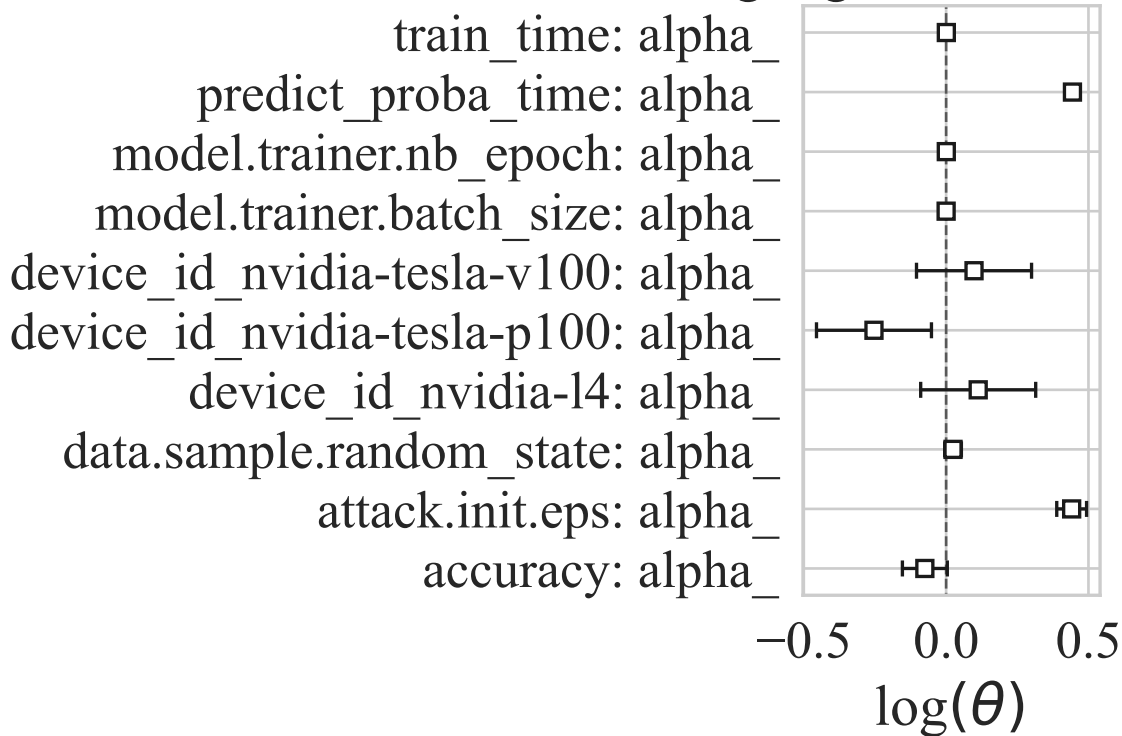 train_time: alpha_
predict_proba_time: alpha_
model.trainer.nb_epoch: alpha_
model.trainer.batch_size: alpha_
device_id_nvidia-tesla-v100: alpha_
device_id_nvidia-tesla-p100: alpha_
device_id_nvidia-l4: alpha_
data.sample.random_state: alpha_
attack.init.eps: alpha_
accuracy: alpha_
−0.5 0.0 0.5
log(θ)